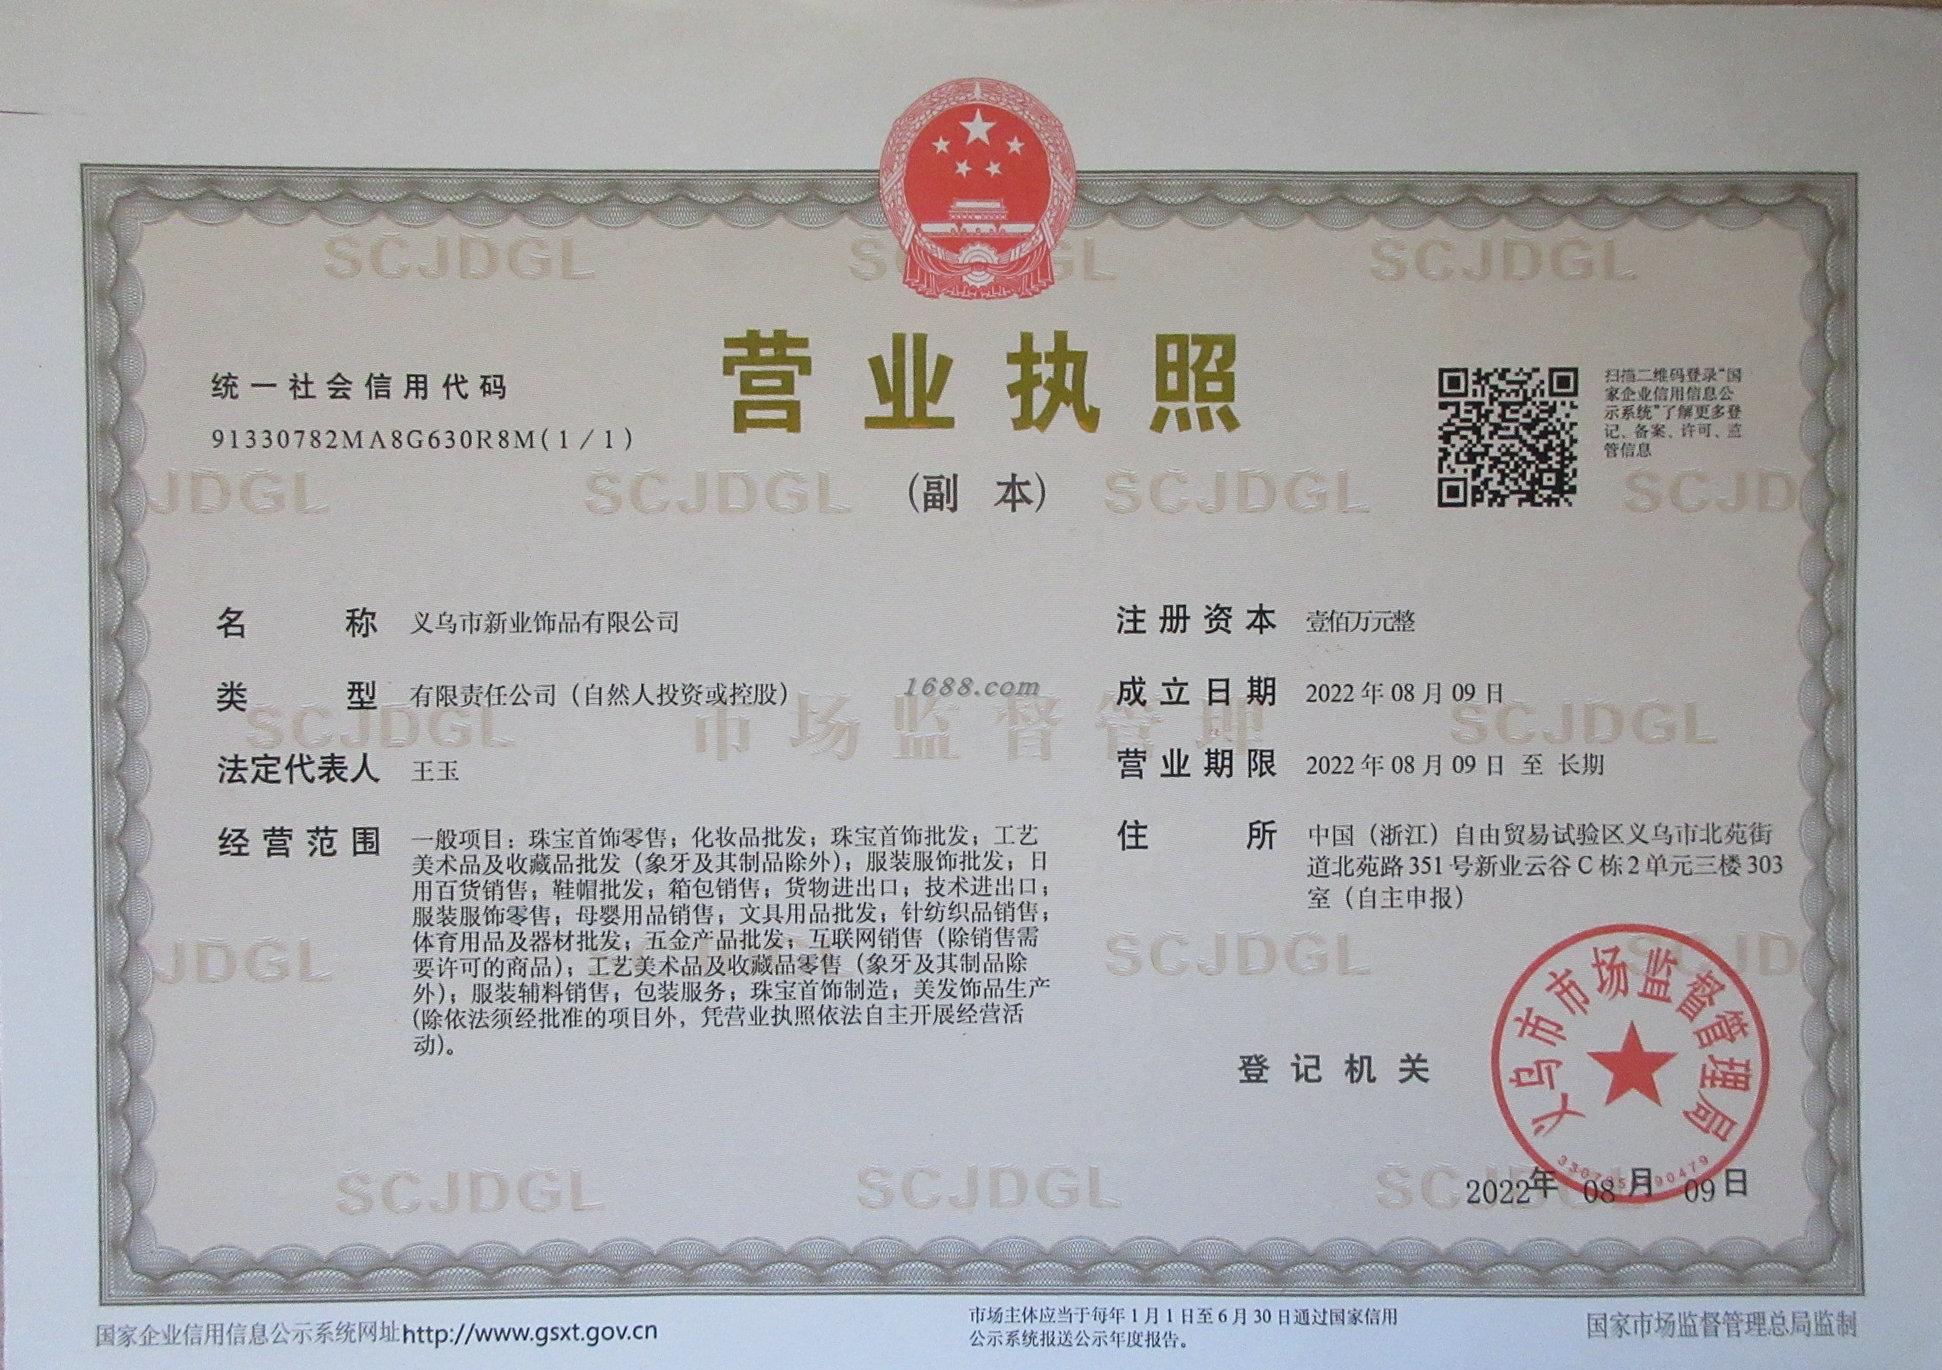 营业执照
(副 本)
统一社会信用代码
91330782MA8G630R8M(1/1)
扫描二维码登录“国
家企业信用信息公
示系统”了解更多登
记、备案、许可、监
管信息
名 称 义乌市新业饰品有限公司
类 型 有限责任公司（自然人投资或控股）
法定代表人 王玉
经营范围 一般项目：珠宝首饰零售；化妆品批发；珠宝首饰批发；工艺
美术品及收藏品批发（象牙及其制品除外）；服装服饰批发；日
用百货销售；鞋帽批发；箱包销售；货物进出口；技术进出口；
服装服饰零售；母婴用品销售；文具用品批发；针纺织品销售；
体育用品及器材批发；五金产品批发；互联网销售（除销售需
要许可的商品）；工艺美术品及收藏品零售（象牙及其制品除
外）；服装辅料销售；包装服务；珠宝首饰制造；美发饰品生产
(除依法须经批准的项目外，凭营业执照依法自主开展经营活
动)。
注册资本 壹佰万元整
成立日期 2022年08月09日
营业期限 2022年08月09日 至 长期
住 所 中国（浙江）自由贸易试验区义乌市北苑街
道北苑路351号新业云谷C栋2单元三楼303
室（自主申报）
登记机关
义乌市市场监督管理局
2022年 08月 09日
SCJDGL
市场监督管理
1688.com
国家企业信用信息公示系统网址http://www.gsxt.gov.cn
市场主体应当于每年1月1日至6月30日通过国家信用
公示系统报送公示年度报告。
国家市场监督管理总局监制